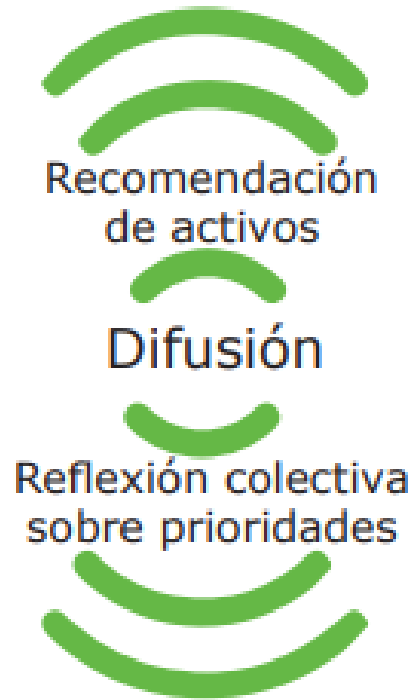 Recomendación
de activos
Difusión
Reflexión colectiva
sobre prioridades